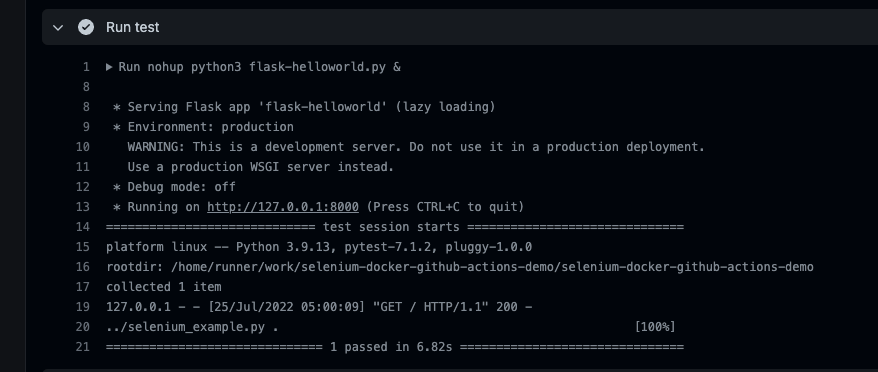 Run test
1 ▶ Run nohup python3 flask-helloworld.py &
8
8 * Serving Flask app 'flask-helloworld' (lazy loading)
9 * Environment: production
10 WARNING: This is a development server. Do not use it in a production deployment.
11 Use a production WSGI server instead.
12 * Debug mode: off
13 * Running on http://127.0.0.1:8000 (Press CTRL+C to quit)
14 ============================= test session starts ==============================
15 platform linux -- Python 3.9.13, pytest-7.1.2, pluggy-1.0.0
16 rootdir: /home/runner/work/selenium-docker-github-actions-demo/selenium-docker-github-actions-demo
17 collected 1 item
19 127.0.0.1 - - [25/Jul/2022 05:00:09] "GET / HTTP/1.1" 200 -
20 ../selenium_example.py . [100%]
21 ============================== 1 passed in 6.82s ===============================